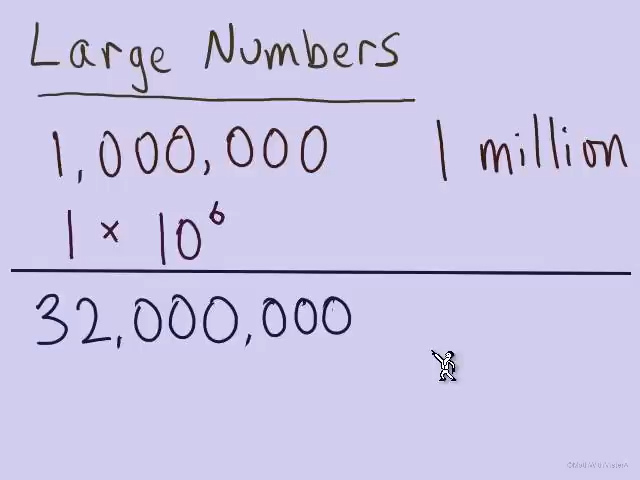 Large Numbers
1,000,000 1 million
1 × 10⁶
32,000,000